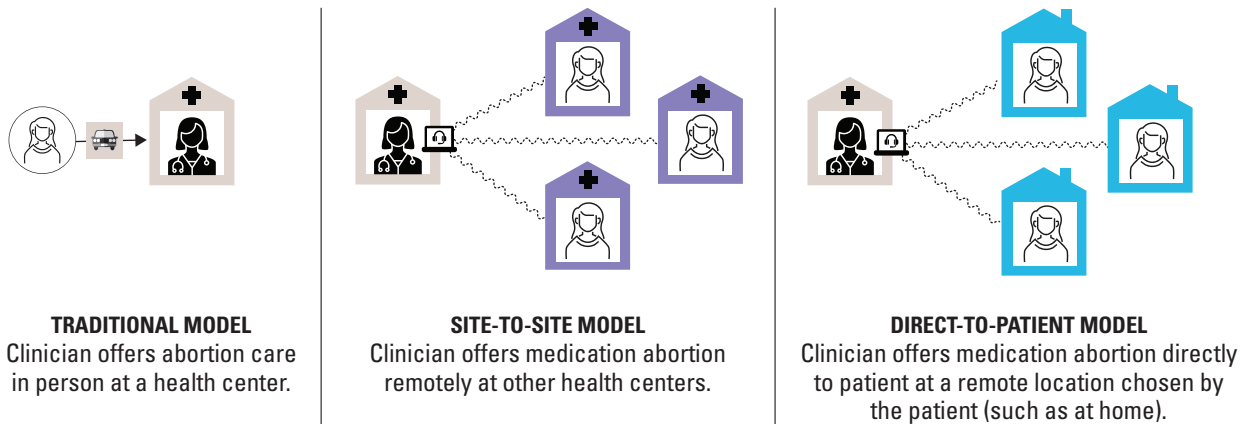 TRADITIONAL MODEL
Clinician offers abortion care
in person at a health center.
SITE-TO-SITE MODEL
Clinician offers medication abortion
remotely at other health centers.
DIRECT-TO-PATIENT MODEL
Clinician offers medication abortion directly
to patient at a remote location chosen by
the patient (such as at home).